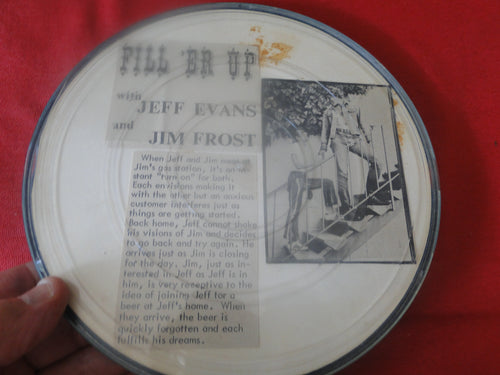 FILL 'ER UP
with
JEFF EVANS
and
JIM FROST
When Jeff and Jim meet at
Jim's gas station, it's an in-
stant "turn on" for both.
Each envisions making it
with the other but an anxious
customer interferes just as
things are getting started.
Back home, Jeff cannot shake
his visions of Jim and decides
to go back and try again. He
arrives just as Jim is closing
for the day. Jim, just as in-
terested in Jeff as Jeff is in
him, is very receptive to the
idea of joining Jeff for a
beer at Jeff's home. When
they arrive, the beer is
quickly forgotten and each
fulfills his dreams.